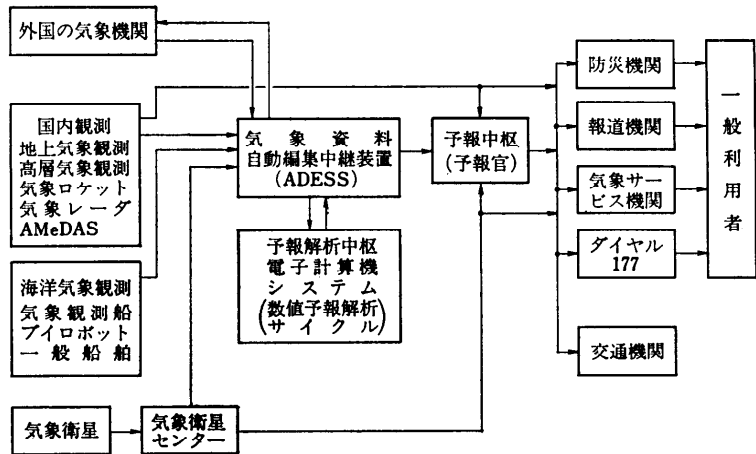 外国の気象機関
国内観測
地上気象観測
高層気象観測
気象ロケット
気象レーダ
AMeDAS
海洋気象観測
気象観測船
ブイロボット
一般船舶
気象衛星
気象衛星
センター
気象資料
自動編集中継装置
(ADESS)
予報解析中枢
電子計算機
システム
(数値予報解析
サイクル)
予報中枢
(予報官)
防災機関
報道機関
気象サー
ビス機関
ダイヤル
177
交通機関
一般利用者